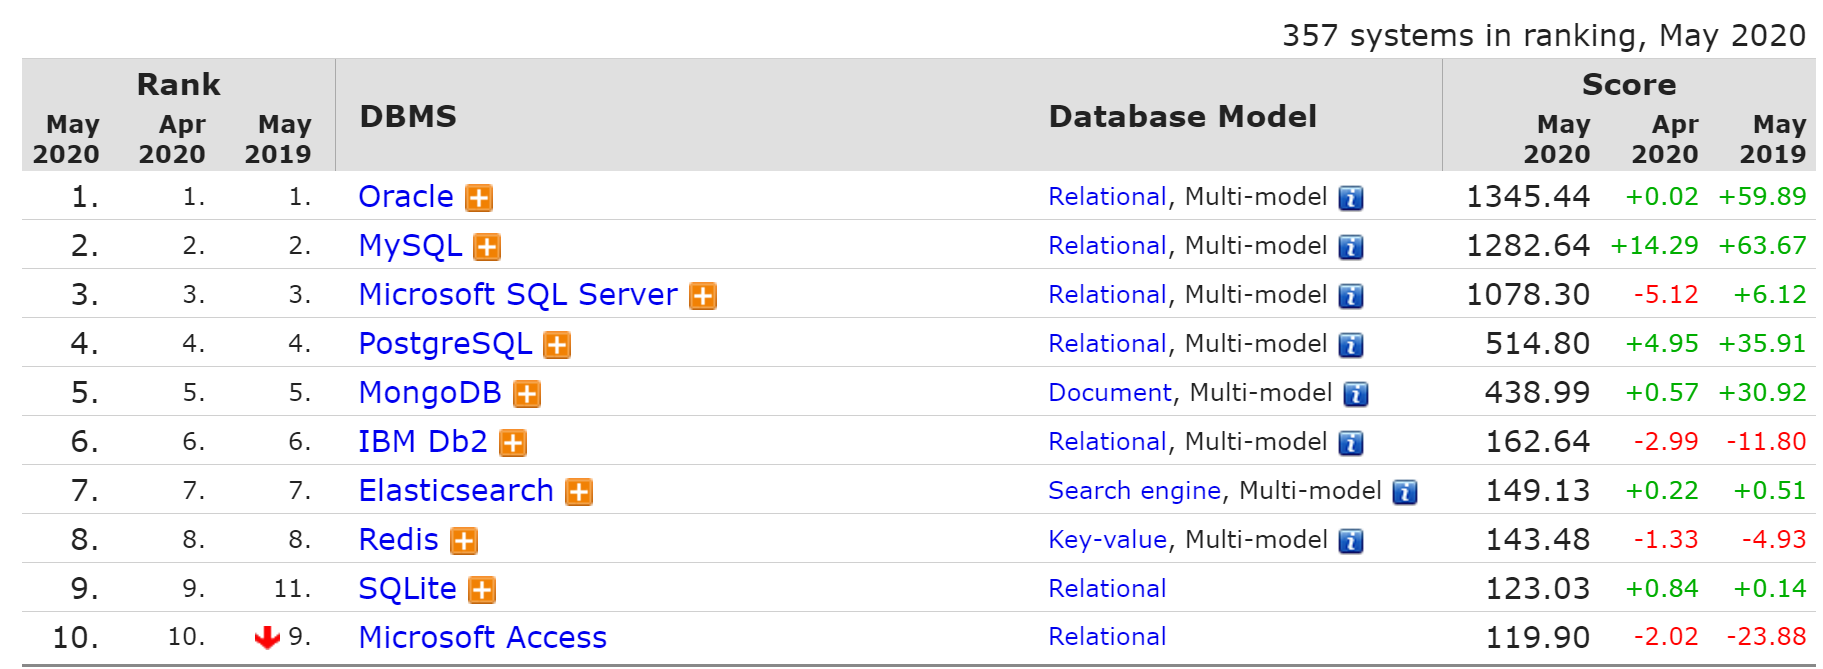 357 systems in ranking, May 2020
Rank DBMS Database Model Score
May 2020 Apr 2020 May 2019 May 2020 Apr 2020 May 2019
1. 1. 1. Oracle Relational, Multi-model 1345.44 +0.02 +59.89
2. 2. 2. MySQL Relational, Multi-model 1282.64 +14.29 +63.67
3. 3. 3. Microsoft SQL Server Relational, Multi-model 1078.30 -5.12 +6.12
4. 4. 4. PostgreSQL Relational, Multi-model 514.80 +4.95 +35.91
5. 5. 5. MongoDB Document, Multi-model 438.99 +0.57 +30.92
6. 6. 6. IBM Db2 Relational, Multi-model 162.64 -2.99 -11.80
7. 7. 7. Elasticsearch Search engine, Multi-model 149.13 +0.22 +0.51
8. 8. 8. Redis Key-value, Multi-model 143.48 -1.33 -4.93
9. 9. 11. SQLite Relational 123.03 +0.84 +0.14
10. 10. 9. Microsoft Access Relational 119.90 -2.02 -23.88